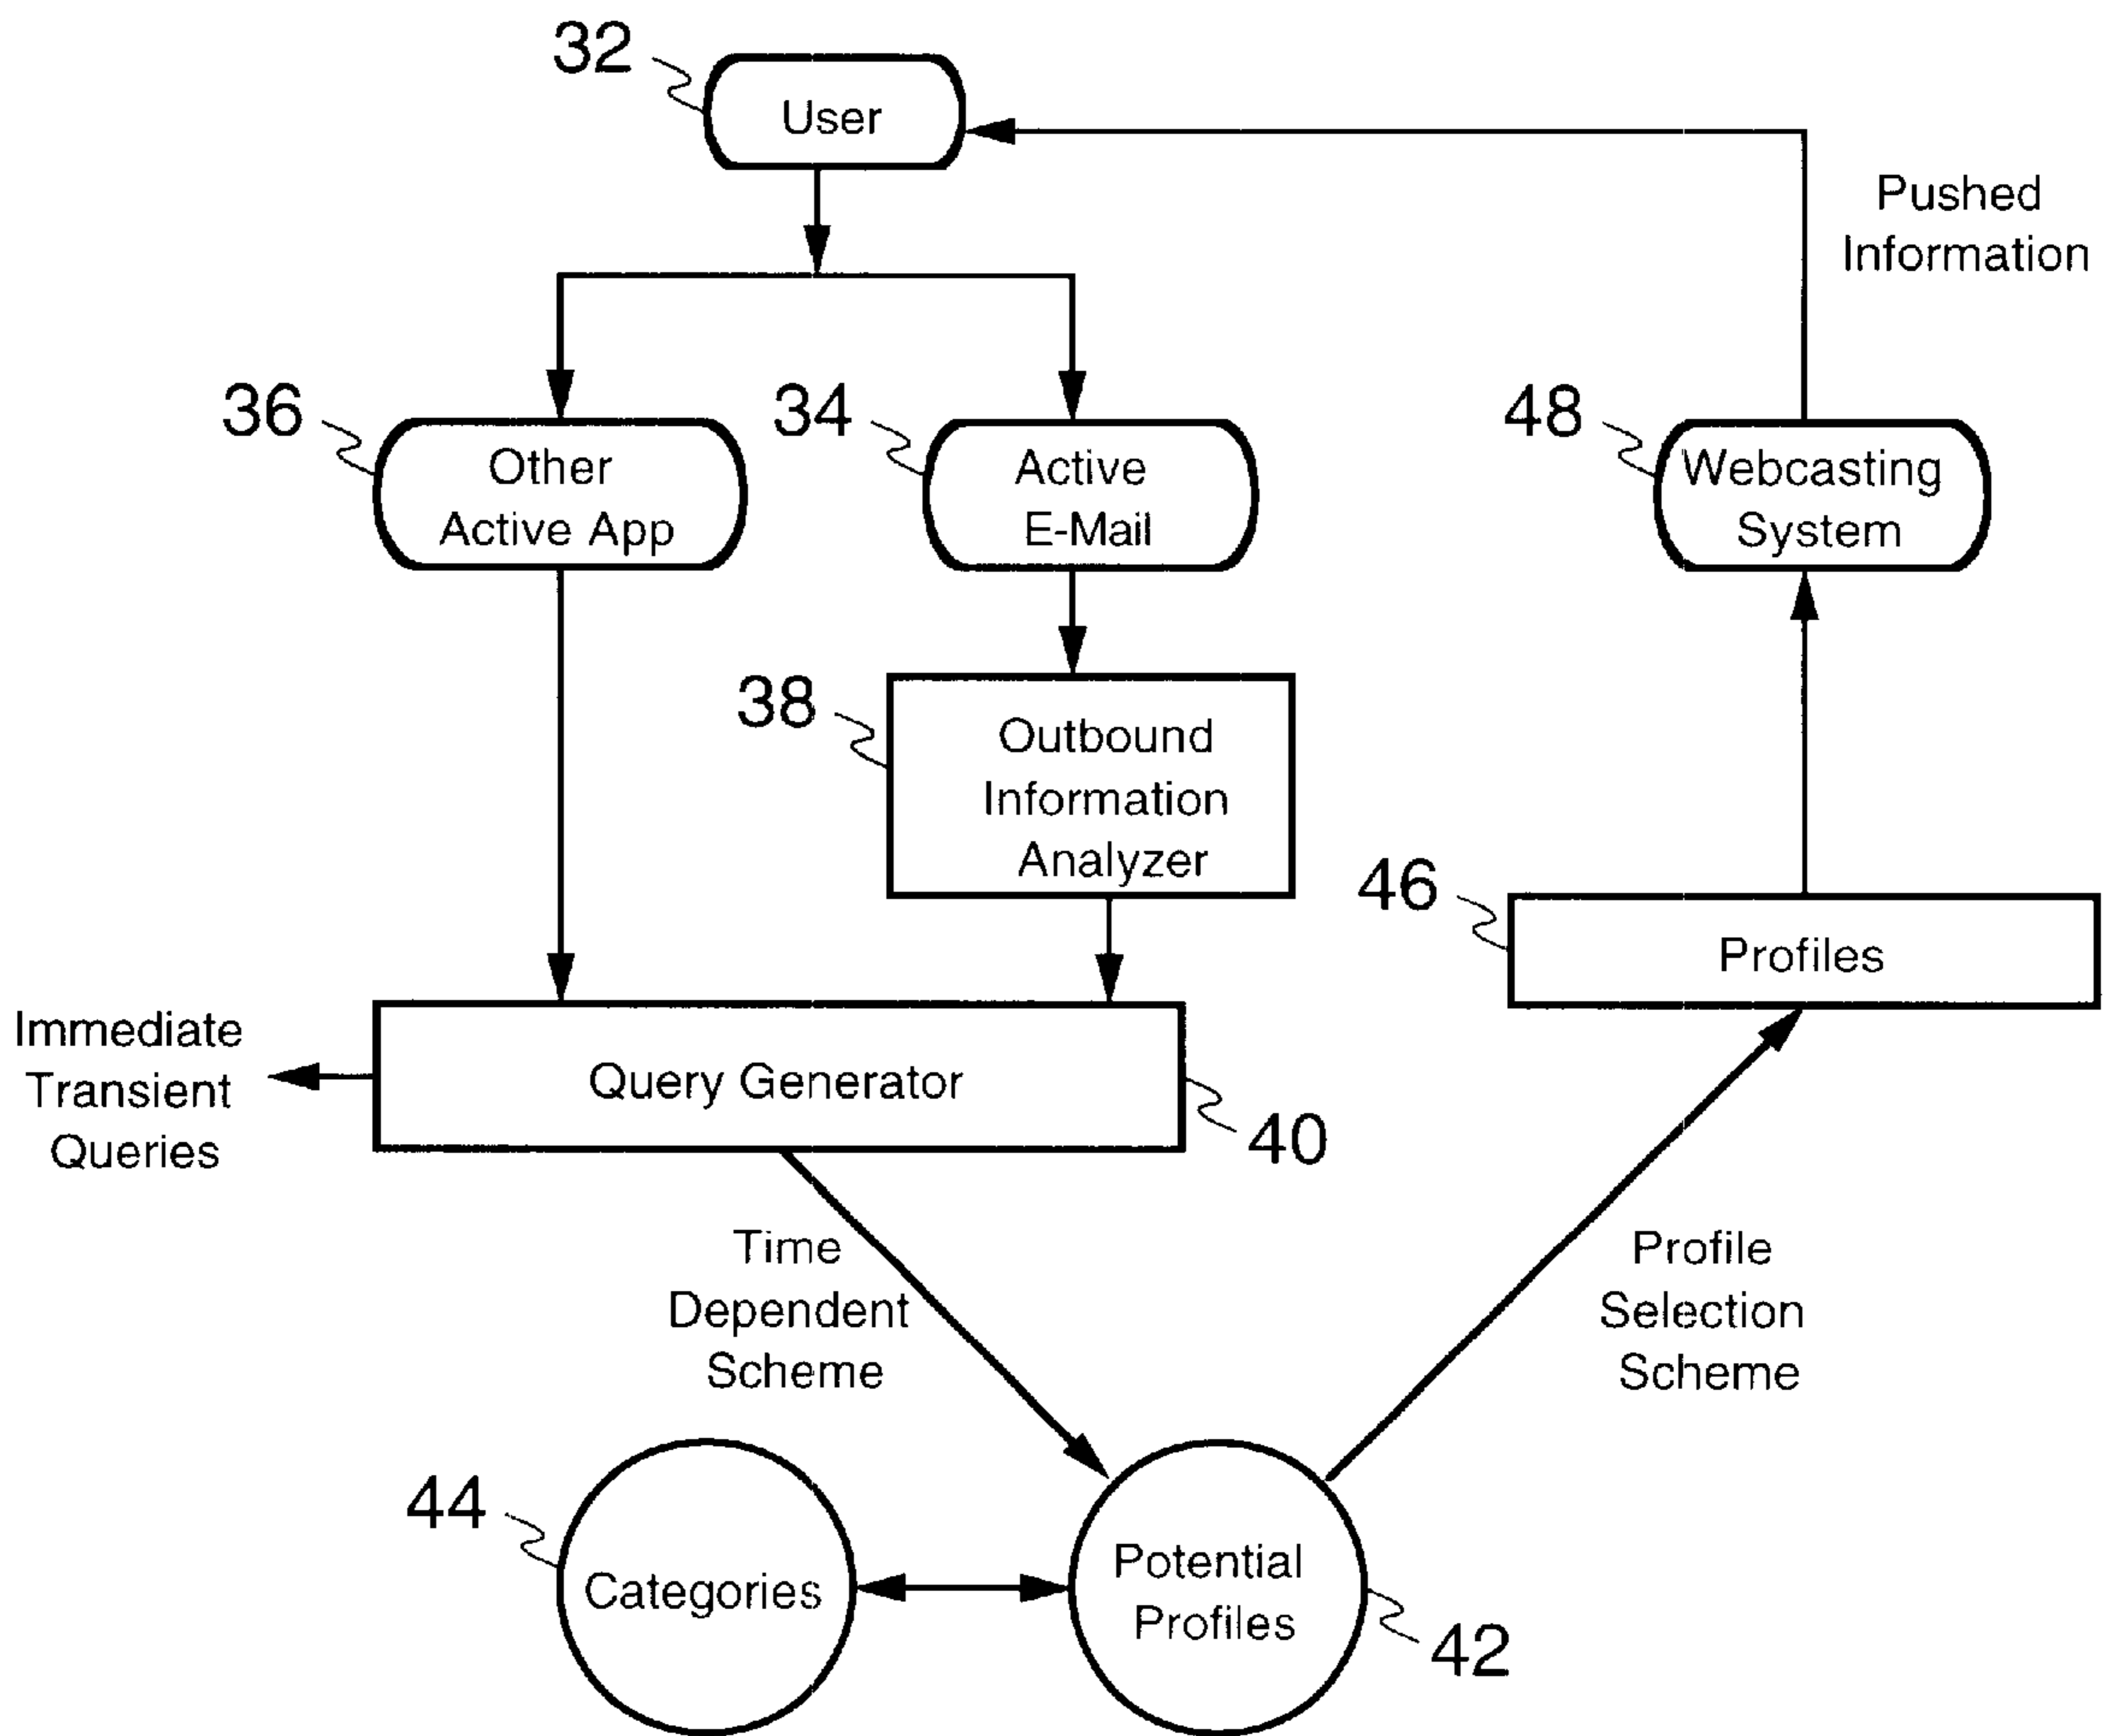 32
User
Pushed
Information
36
Other
Active App
34
Active
E-Mail
48
Webcasting
System
38
Outbound
Information
Analyzer
46
Profiles
Immediate
Transient
Queries
Query Generator
40
Time
Dependent
Scheme
Profile
Selection
Scheme
44
Categories
Potential
Profiles
42